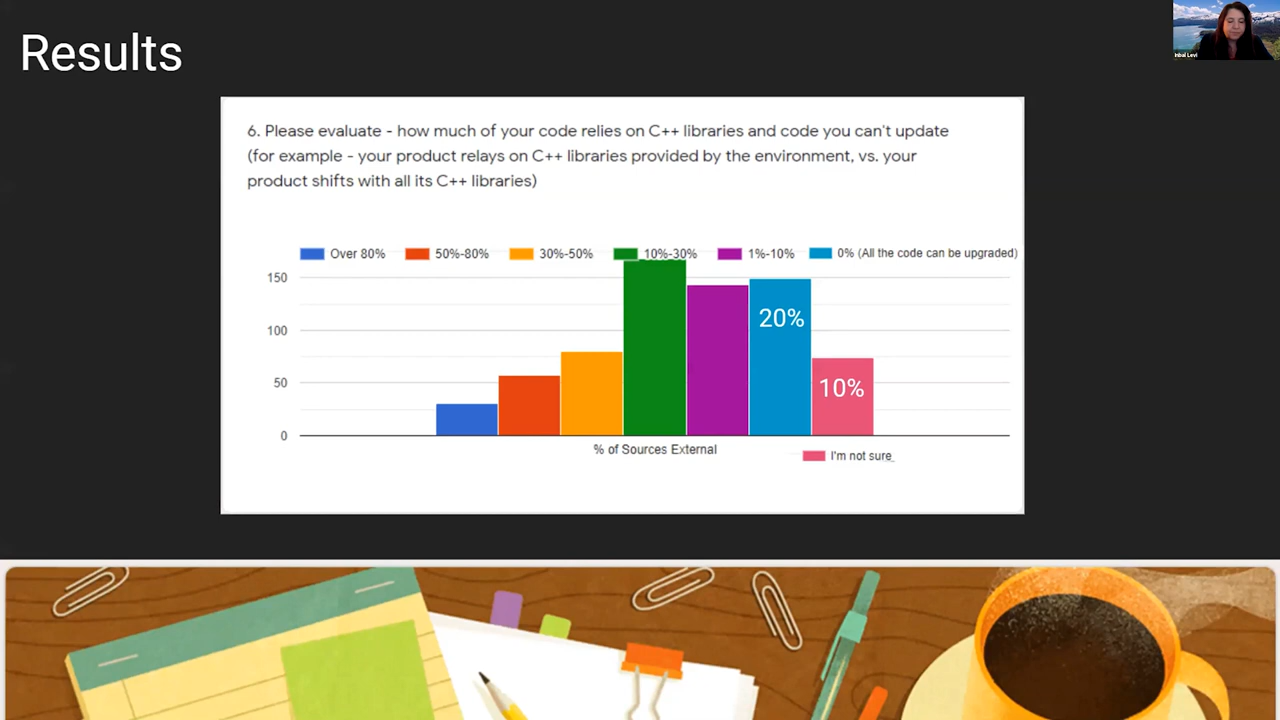 Results
Inbal Levi
6. Please evaluate - how much of your code relies on C++ libraries and code you can't update
(for example - your product relays on C++ libraries provided by the environment, vs. your
product shifts with all its C++ libraries)
Over 80% 50%-80% 30%-50% 10%-30% 1%-10% 0% (All the code can be upgraded)
150
100
50
0
20%
10%
% of Sources External
I'm not sure